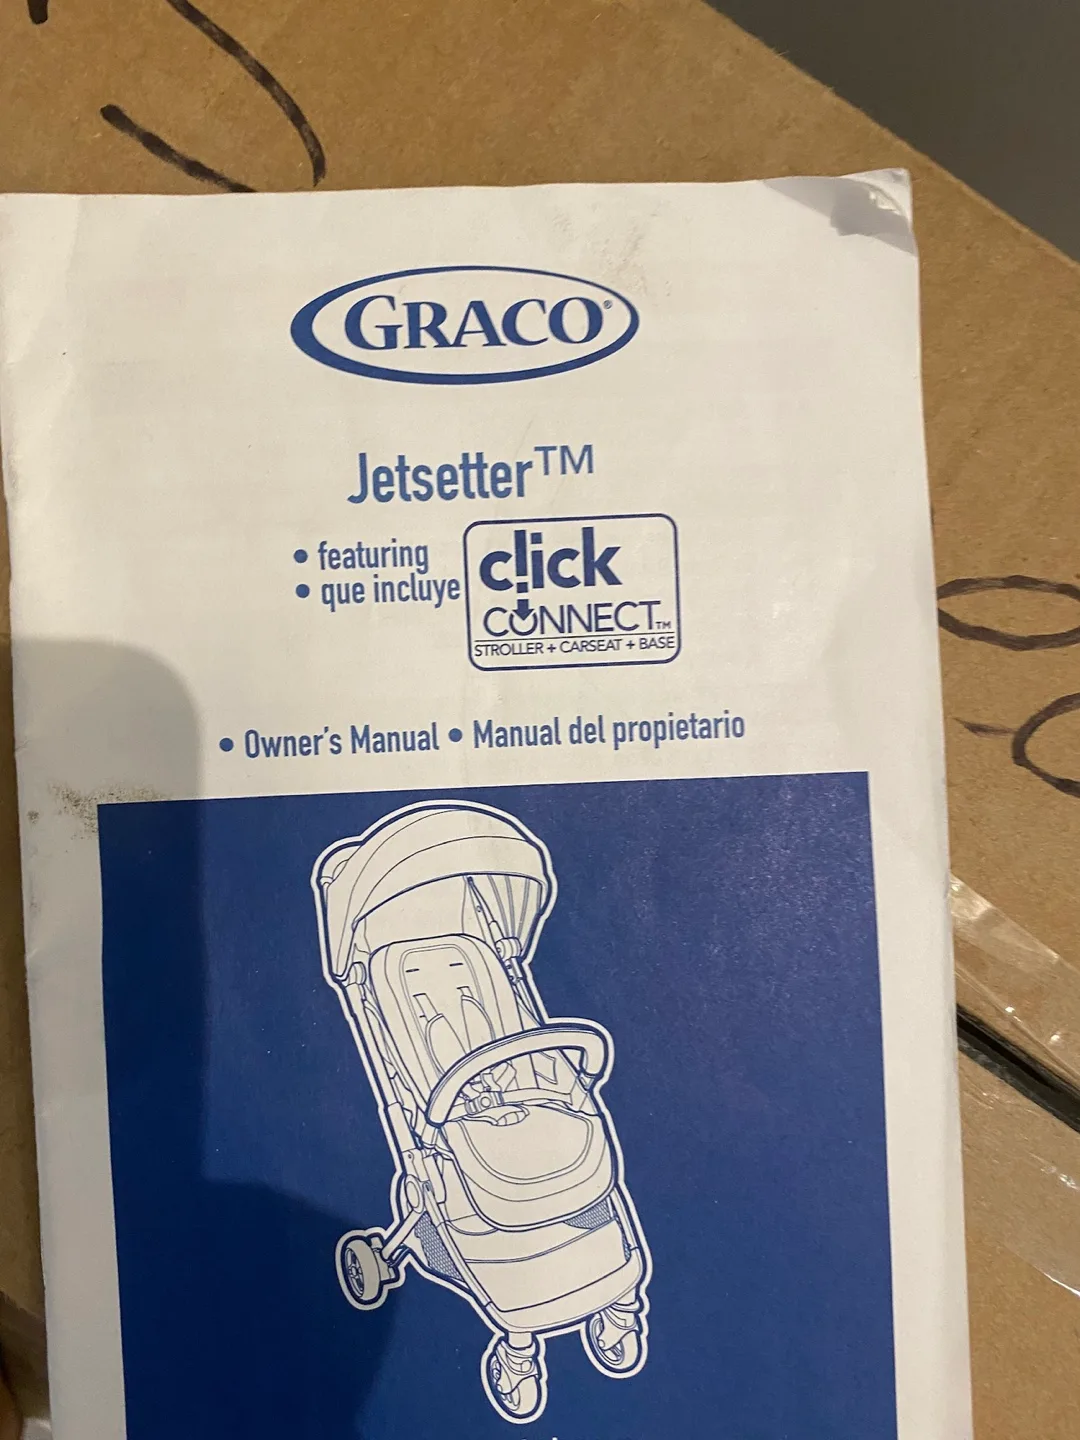 GRACO®
Jetsetter™
• featuring
• que incluye
click
CONNECT™
STROLLER + CARSEAT + BASE
• Owner's Manual • Manual del propietario